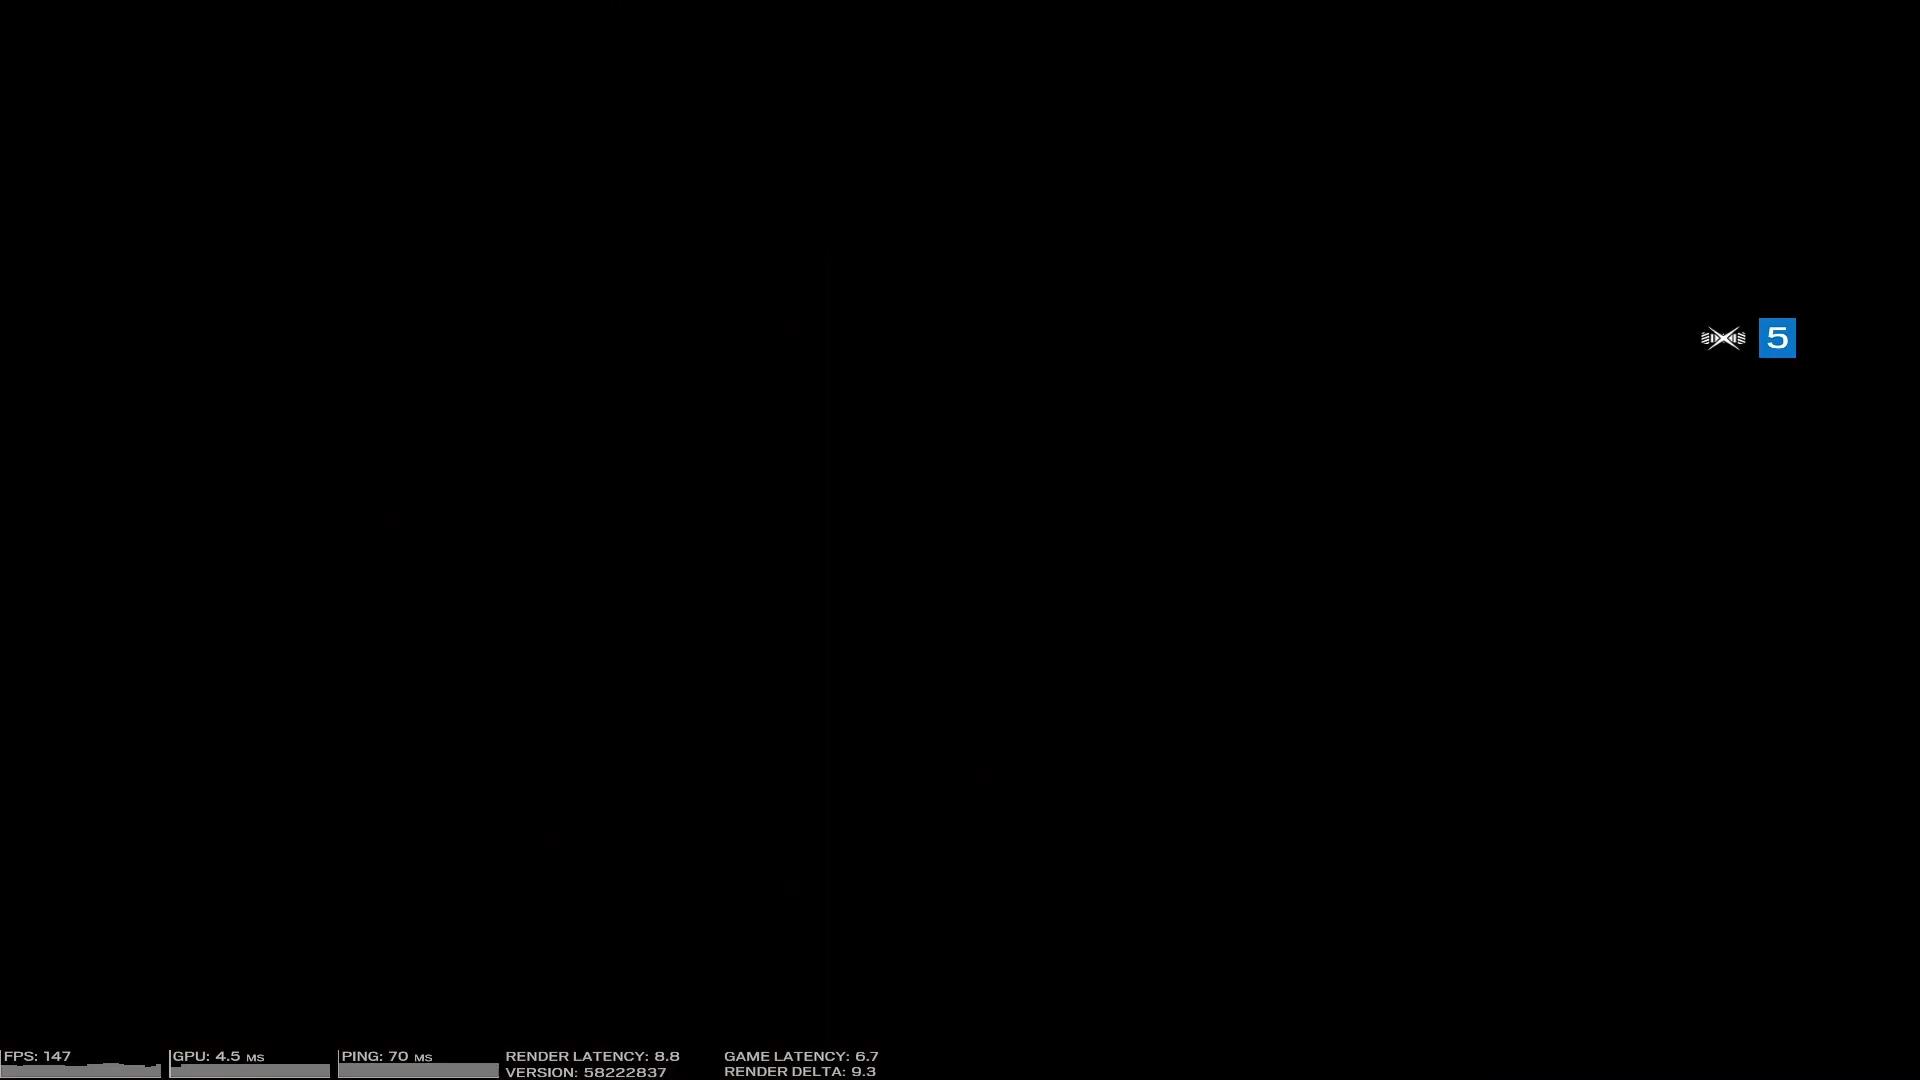 5
FPS: 147
GPU: 4.5 MS
PING: 70 MS
RENDER LATENCY: 8.8
VERSION: 58222837
GAME LATENCY: 6.7
RENDER DELTA: 9.3